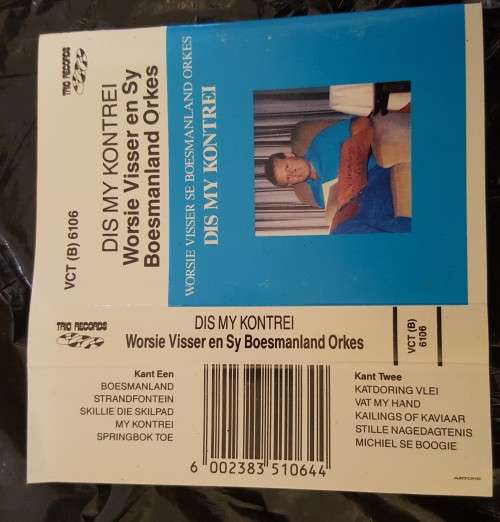 TRIO RECORDS
DIS MY KONTREI
Worsie Visser en Sy
Boesmanland Orkes
VCT (B) 6106
WORSIE VISSER SE BOESMANLAND ORKES
DIS MY KONTREI
TRIO RECORDS
DIS MY KONTREI
Worsie Visser en Sy Boesmanland Orkes
VCT (B)
6106
Kant Een
BOESMANLAND
STRANDFONTEIN
SKILLIE DIE SKILPAD
MY KONTREI
SPRINGBOK TOE
6 002383 510644
Kant Twee
KATDORING VLEI
VAT MY HAND
KAILINGS OF KAVIAAR
STILLE NAGEDAGTENIS
MICHIEL SE BOOGIE